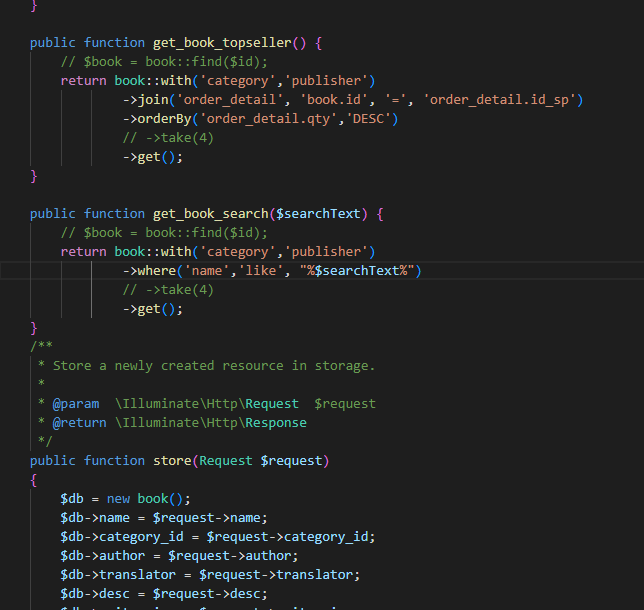 }
public function get_book_topseller() {
// $book = book::find($id);
return book::with('category','publisher')
->join('order_detail', 'book.id', '=', 'order_detail.id_sp')
->orderBy('order_detail.qty','DESC')
// ->take(4)
->get();
}
public function get_book_search($searchText) {
// $book = book::find($id);
return book::with('category','publisher')
->where('name','like', "%$searchText%")
// ->take(4)
->get();
}
/**
* Store a newly created resource in storage.
*
* @param  \Illuminate\Http\Request  $request
* @return \Illuminate\Http\Response
*/
public function store(Request $request)
{
$db = new book();
$db->name = $request->name;
$db->category_id = $request->category_id;
$db->author = $request->author;
$db->translator = $request->translator;
$db->desc = $request->desc;